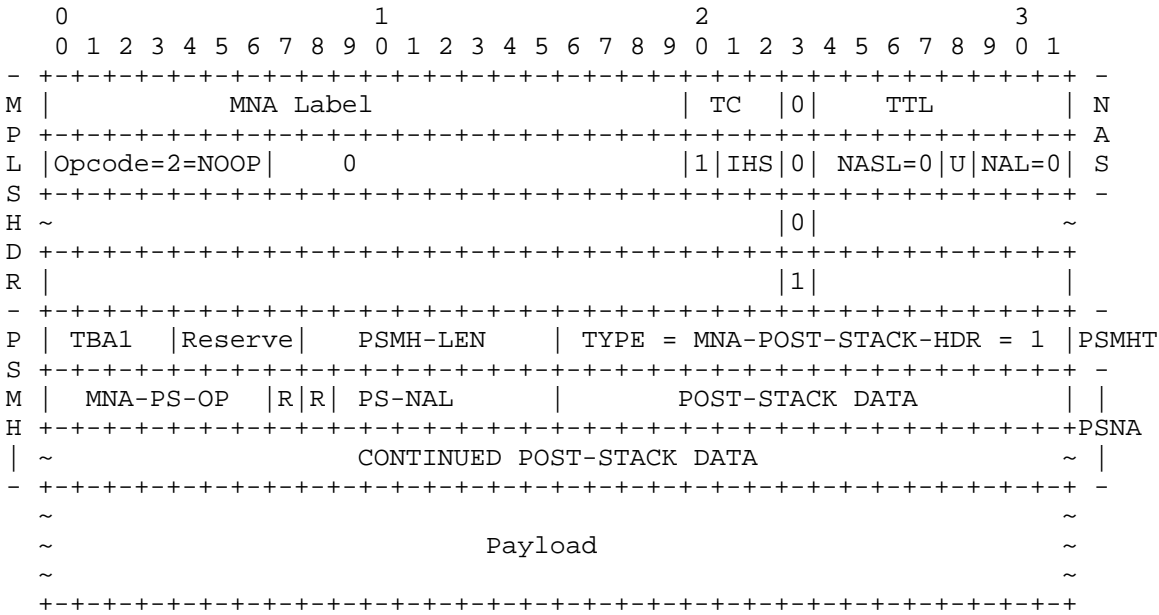 0                   1                   2                   3
    0 1 2 3 4 5 6 7 8 9 0 1 2 3 4 5 6 7 8 9 0 1 2 3 4 5 6 7 8 9 0 1
-  +-+-+-+-+-+-+-+-+-+-+-+-+-+-+-+-+-+-+-+-+-+-+-+-+-+-+-+-+-+-+-+-+ -
M  |           MNA Label                   | TC  |0|    TTL        | N
P  +-+-+-+-+-+-+-+-+-+-+-+-+-+-+-+-+-+-+-+-+-+-+-+-+-+-+-+-+-+-+-+-+ A
L  |Opcode=2=NOOP|     0                   |1|IHS|0| NASL=0|U|NAL=0| S
S  +-+-+-+-+-+-+-+-+-+-+-+-+-+-+-+-+-+-+-+-+-+-+-+-+-+-+-+-+-+-+-+-+ -
H  ~                                             |0|               ~
D  +-+-+-+-+-+-+-+-+-+-+-+-+-+-+-+-+-+-+-+-+-+-+-+-+-+-+-+-+-+-+-+-+
R  |                                             |1|               |
-  +-+-+-+-+-+-+-+-+-+-+-+-+-+-+-+-+-+-+-+-+-+-+-+-+-+-+-+-+-+-+-+-+ -
P  | TBA1  |Reserve|   PSMH-LEN    | TYPE = MNA-POST-STACK-HDR = 1 |PSMHT
S  +-+-+-+-+-+-+-+-+-+-+-+-+-+-+-+-+-+-+-+-+-+-+-+-+-+-+-+-+-+-+-+-+ -
M  |  MNA-PS-OP  |R|R| PS-NAL      |       POST-STACK DATA         | |
H  +-+-+-+-+-+-+-+-+-+-+-+-+-+-+-+-+-+-+-+-+-+-+-+-+-+-+-+-+-+-+-+-+PSNA
|  ~                   CONTINUED POST-STACK DATA                   ~ |
-  +-+-+-+-+-+-+-+-+-+-+-+-+-+-+-+-+-+-+-+-+-+-+-+-+-+-+-+-+-+-+-+-+ -
   ~                                                               ~
   ~                           Payload                             ~
   ~                                                               ~
   +-+-+-+-+-+-+-+-+-+-+-+-+-+-+-+-+-+-+-+-+-+-+-+-+-+-+-+-+-+-+-+-+